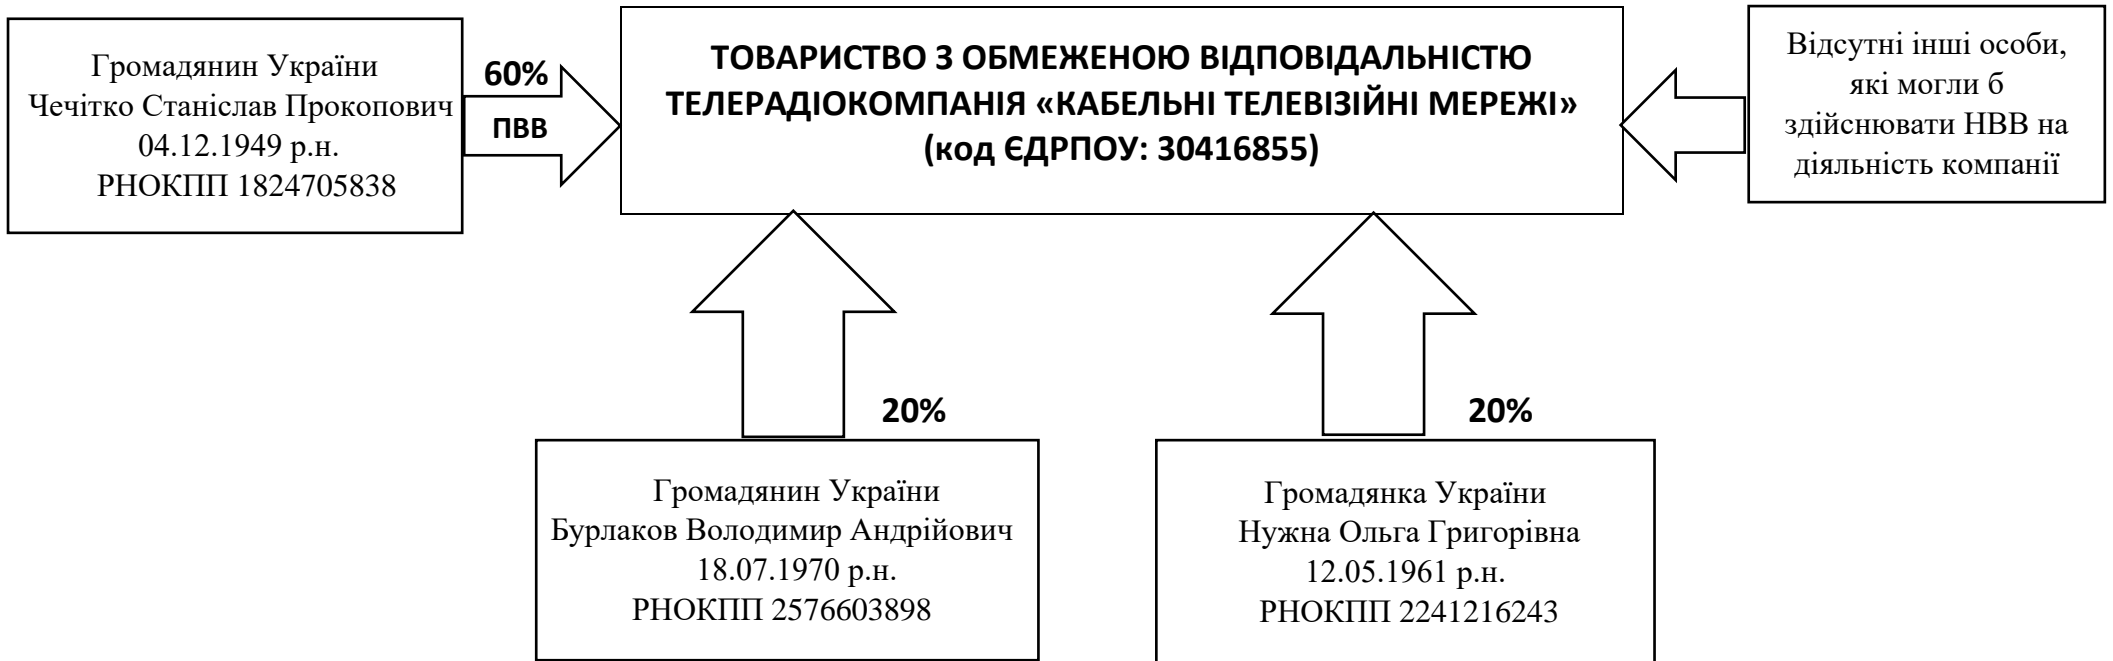 Громадянин України
Чечітко Станіслав Прокопович
04.12.1949 р.н.
РНОКПП 1824705838
60%
ПВВ
ТОВАРИСТВО З ОБМЕЖЕНОЮ ВІДПОВІДАЛЬНІСТЮ
ТЕЛЕРАДІОКОМПАНІЯ «КАБЕЛЬНІ ТЕЛЕВІЗІЙНІ МЕРЕЖІ»
(код ЄДРПОУ: 30416855)
Відсутні інші особи,
які могли б
здійснювати НВВ на
діяльність компанії
20%
Громадянин України
Бурлаков Володимир Андрійович
18.07.1970 р.н.
РНОКПП 2576603898
20%
Громадянка України
Нужна Ольга Григорівна
12.05.1961 р.н.
РНОКПП 2241216243